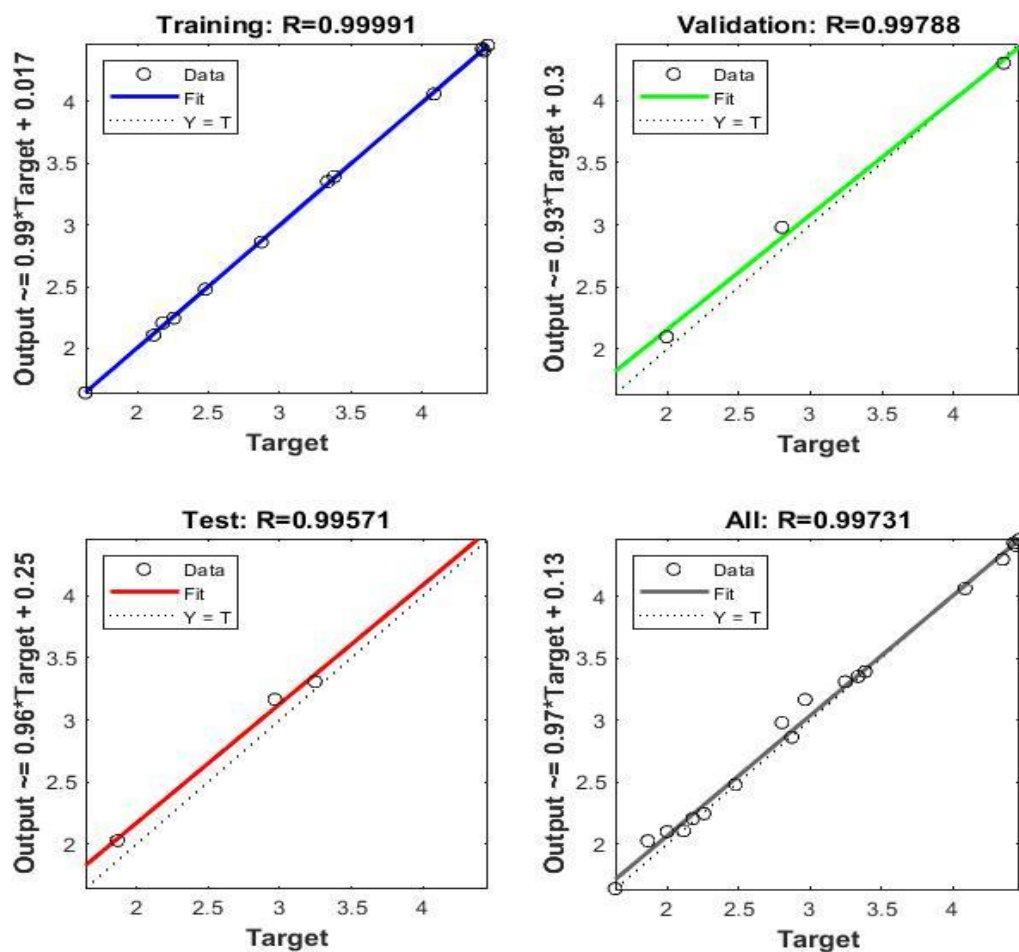 Training: R=0.99991
Output ~= 0.99*Target + 0.017
Data
Fit
Y = T
4
3.5
3
2.5
2
2 2.5 3 3.5 4
Target
Validation: R=0.99788
Output ~= 0.93*Target + 0.3
Data
Fit
Y = T
4
3.5
3
2.5
2
2 2.5 3 3.5 4
Target
Test: R=0.99571
Output ~= 0.96*Target + 0.25
Data
Fit
Y = T
4
3.5
3
2.5
2
2 2.5 3 3.5 4
Target
All: R=0.99731
Output ~= 0.97*Target + 0.13
Data
Fit
Y = T
4
3.5
3
2.5
2
2 2.5 3 3.5 4
Target